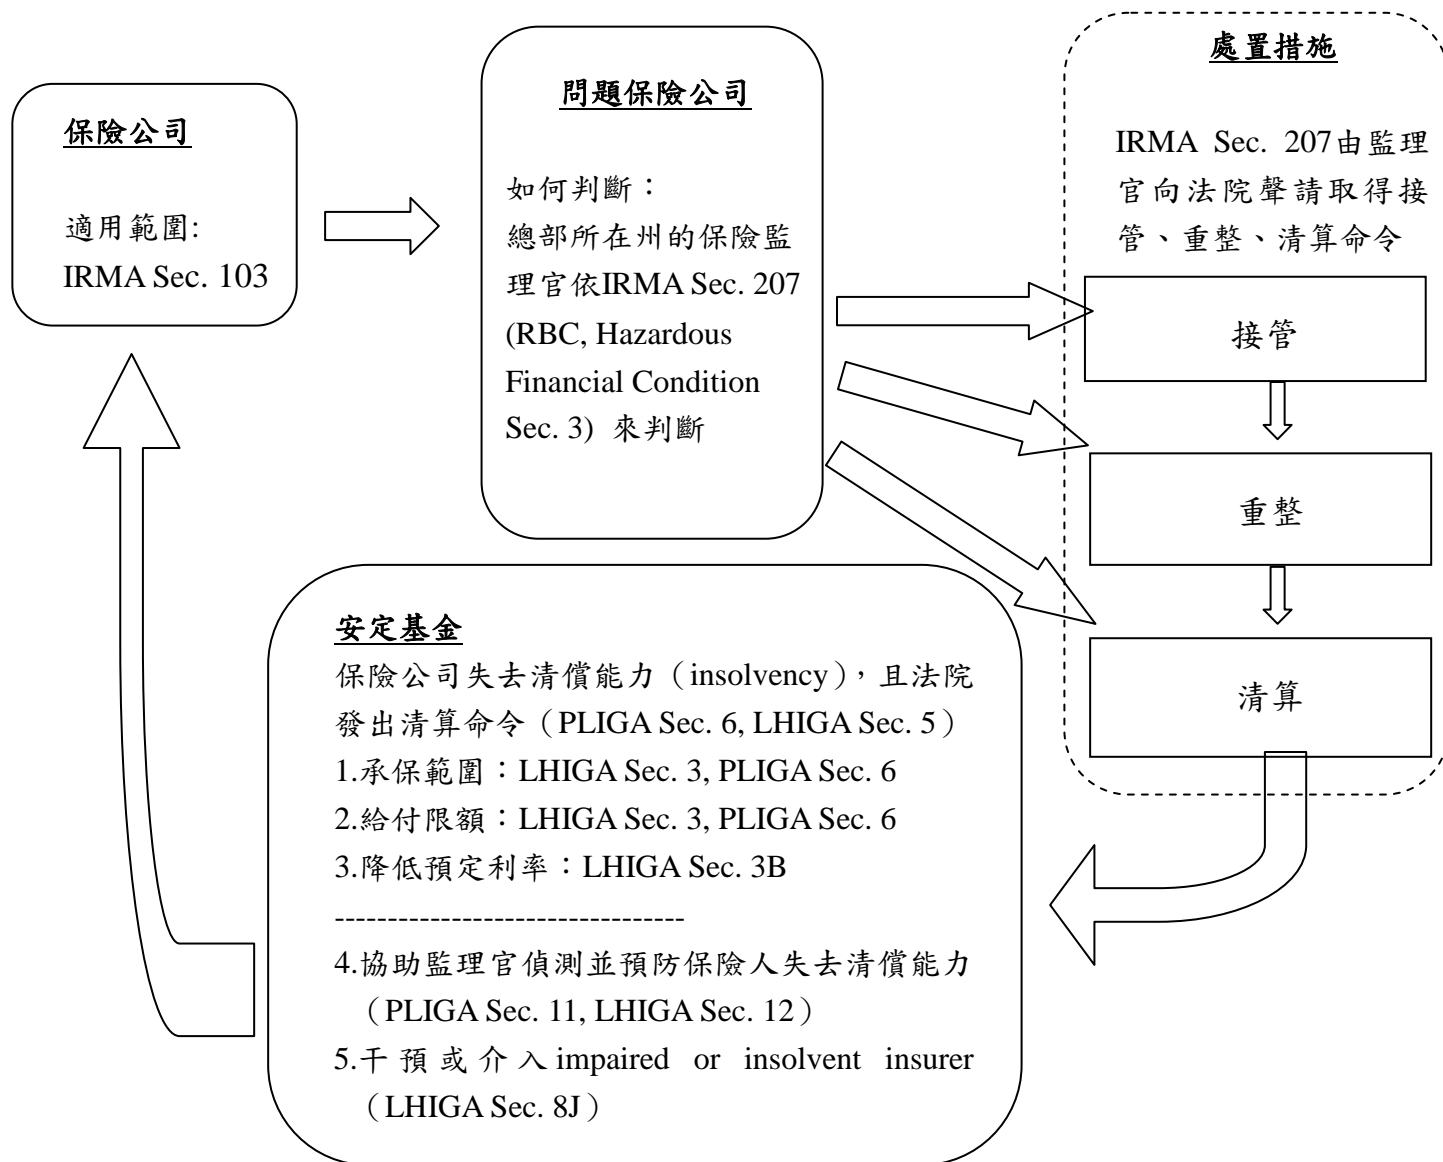 保險公司
適用範圍:
IRMA Sec. 103
問題保險公司
如何判斷：
總部所在州的保險監
理官依IRMA Sec. 207
(RBC, Hazardous
Financial Condition
Sec. 3) 來判斷
處置措施
IRMA Sec. 207由監理
官向法院聲請取得接
管、重整、清算命令
接管
重整
清算
安定基金
保險公司失去清償能力（insolvency），且法院
發出清算命令（PLIGA Sec. 6, LHIGA Sec. 5）
1.承保範圍：LHIGA Sec. 3, PLIGA Sec. 6
2.給付限額：LHIGA Sec. 3, PLIGA Sec. 6
3.降低預定利率：LHIGA Sec. 3B
---------------------------------
4.協助監理官偵測並預防保險人失去清償能力
（PLIGA Sec. 11, LHIGA Sec. 12）
5.干預或介入impaired or insolvent insurer
（LHIGA Sec. 8J）